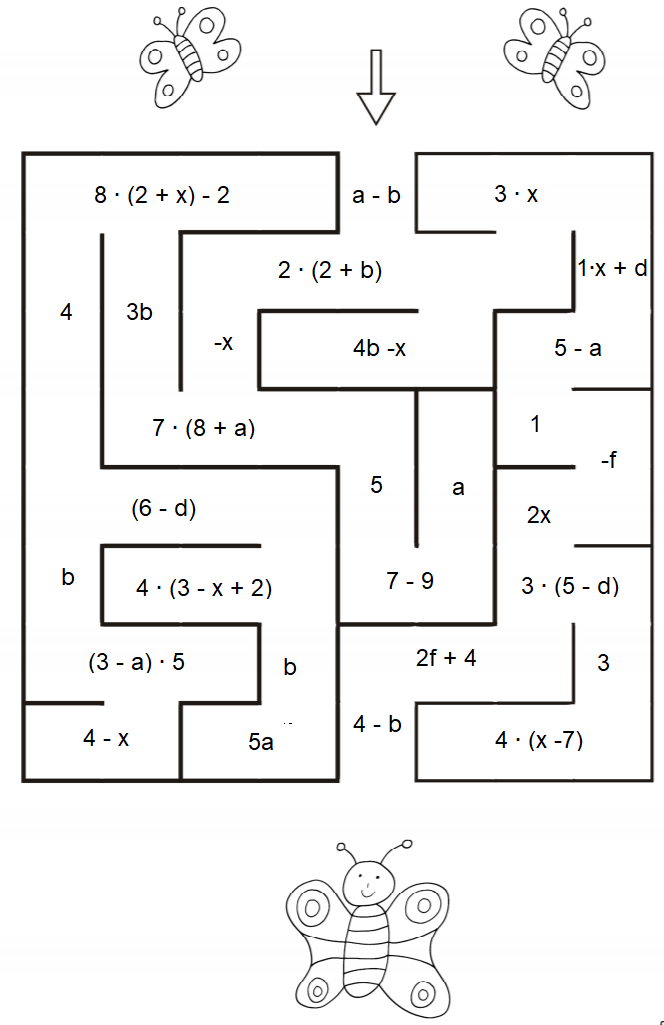 8 · (2 + x) - 2
a - b
3 · x
2 · (2 + b)
1·x + d
4
3b
-x
4b -x
5 - a
7 · (8 + a)
1
-f
5
a
(6 - d)
2x
b
4 · (3 - x + 2)
7 - 9
3 · (5 - d)
(3 - a) · 5
b
2f + 4
3
4 - x
5a
4 - b
4 · (x -7)